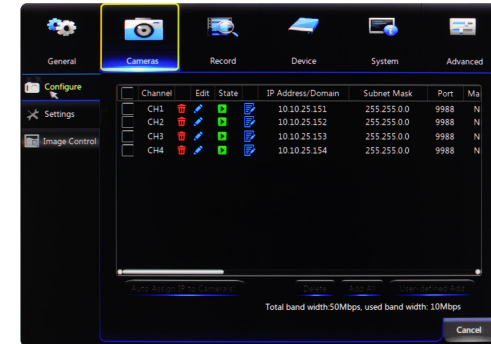 General Cameras Record Device System Advanced
Configure
Settings
Image Control
Channel Edit State IP Address/Domain Subnet Mask Port Ma
CH1 10.10.25.151 255.255.0.0 9988 N
CH2 10.10.25.152 255.255.0.0 9988 N
CH3 10.10.25.153 255.255.0.0 9988 N
CH4 10.10.25.154 255.255.0.0 9988 N
Auto Assign IP to Camera(s) Delete Add All User-defined Add
Total band width:50Mbps, used band width: 10Mbps
Cancel